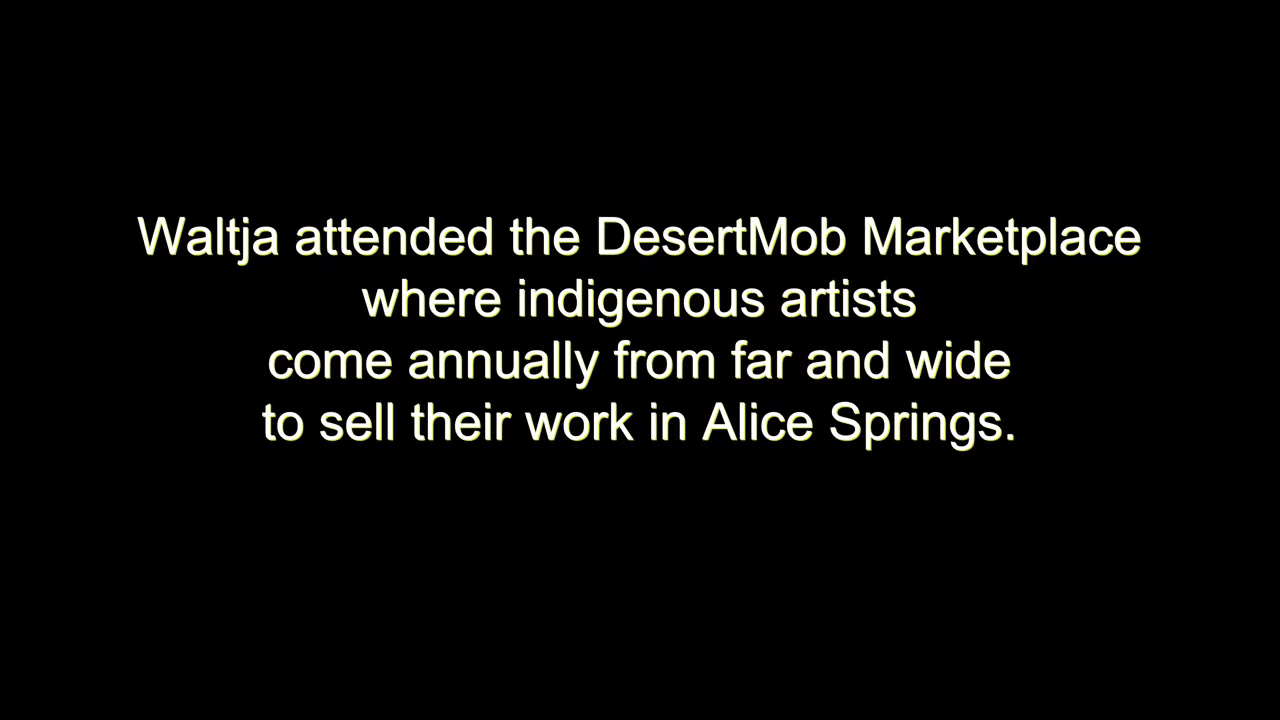 Waltja attended the DesertMob Marketplace
where indigenous artists
come annually from far and wide
to sell their work in Alice Springs.